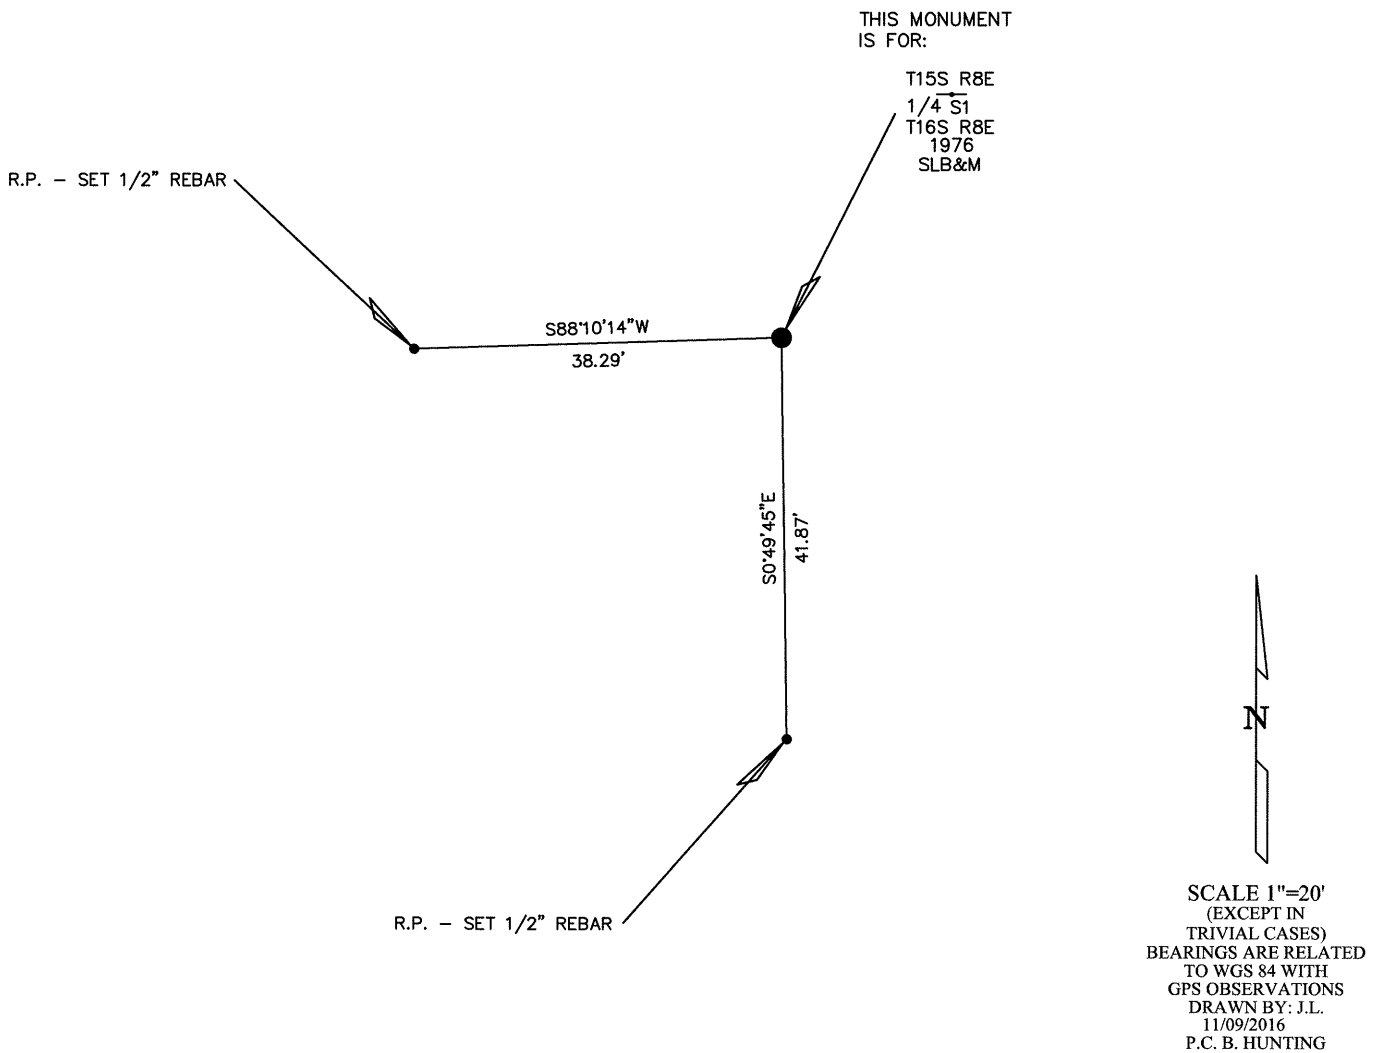 THIS MONUMENT
IS FOR:
T15S R8E
1/4 S1
T16S R8E
1976
SLB&M
R.P. - SET 1/2" REBAR
S88°10'14"W
38.29'
S0°49'45"E
41.87'
R.P. - SET 1/2" REBAR
N
SCALE 1"=20'
(EXCEPT IN
TRIVIAL CASES)
BEARINGS ARE RELATED
TO WGS 84 WITH
GPS OBSERVATIONS
DRAWN BY: J.L.
11/09/2016
P.C. B. HUNTING